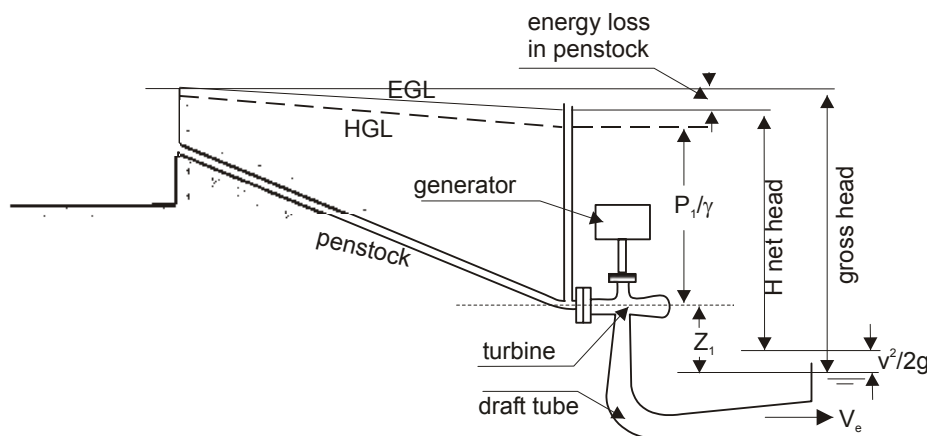 energy loss
in penstock
EGL
HGL
generator
P₁/γ
H net head
gross head
penstock
turbine
Z₁
v²/2g
draft tube
Vₑ